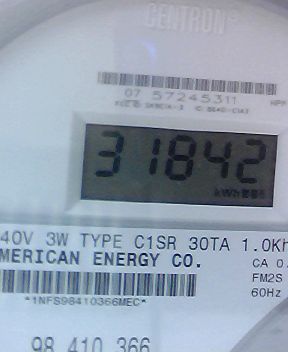 CENTRON®
07 57245311
31842
kWh
40V 3W TYPE C1SR 30TA 1.0Kh
MERICAN ENERGY CO.
CA 0.
FM2S
60Hz
*1NFS98410366MEC*
98 410 366